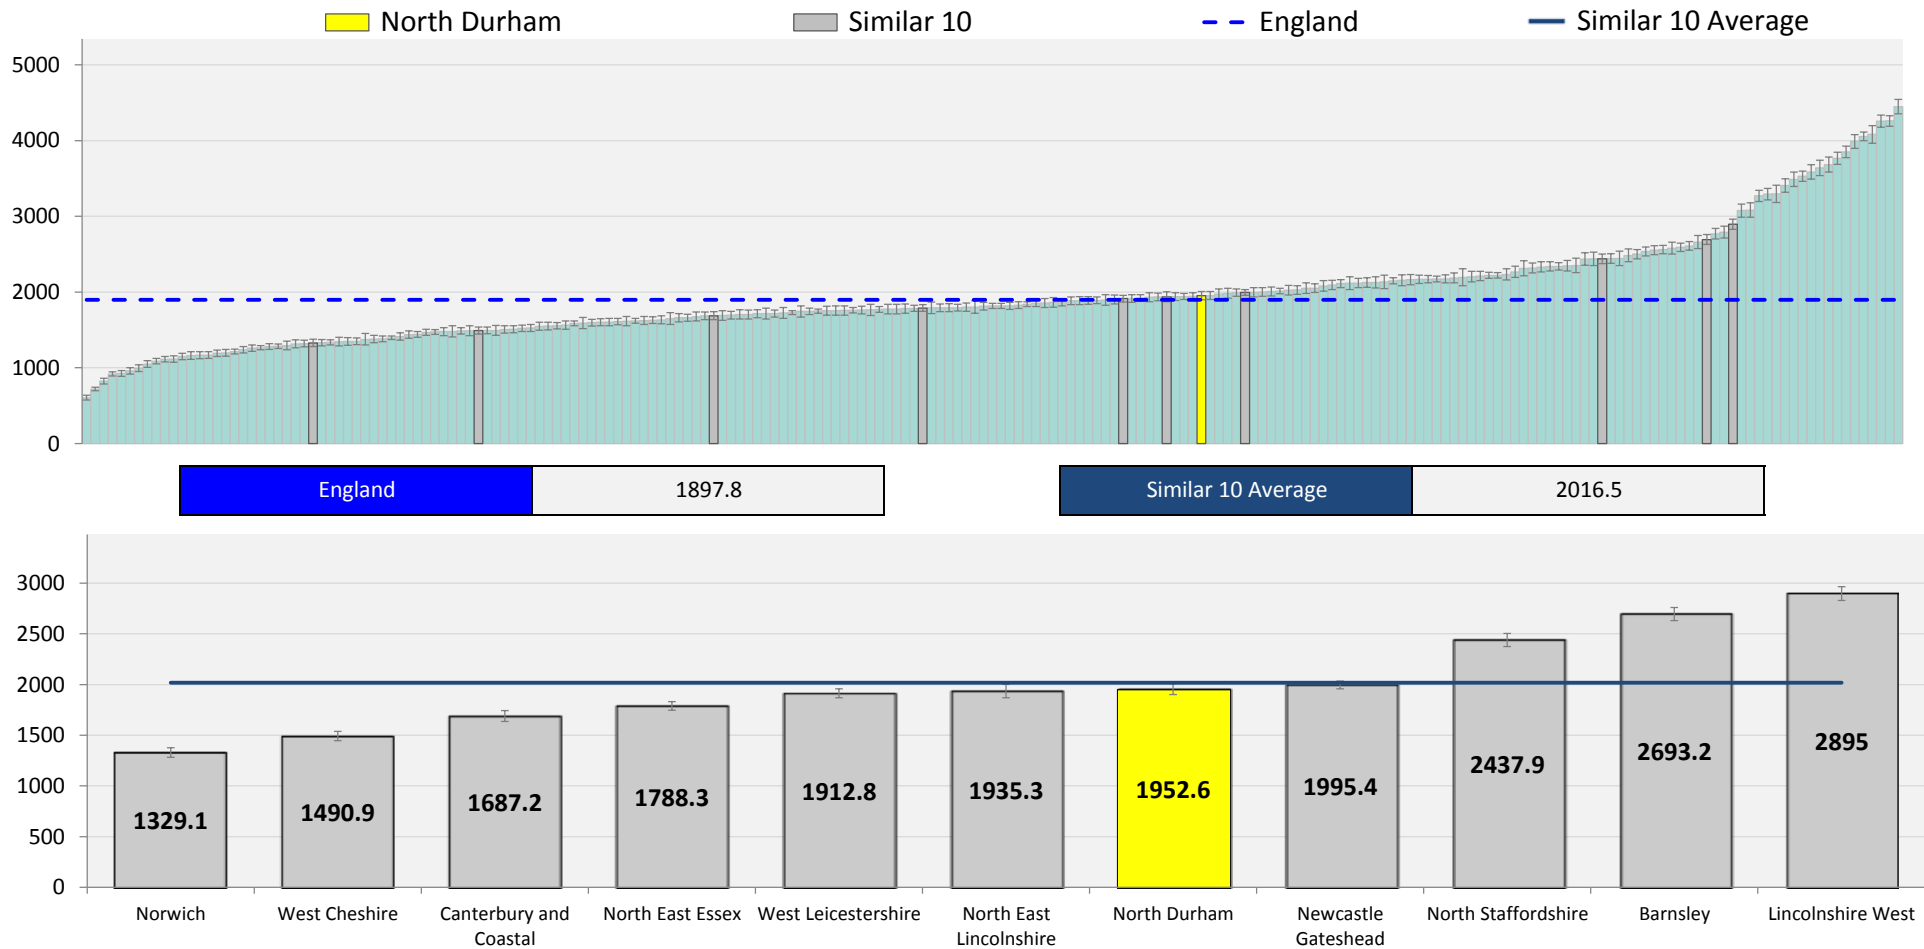 North Durham
Similar 10
England
Similar 10 Average
5000
4000
3000
2000
1000
0
England
1897.8
Similar 10 Average
2016.5
3000
2500
2000
1500
1000
500
0
1329.1
1490.9
1687.2
1788.3
1912.8
1935.3
1952.6
1995.4
2437.9
2693.2
2895
Norwich
West Cheshire
Canterbury and
Coastal
North East Essex
West Leicestershire
North East
Lincolnshire
North Durham
Newcastle
Gateshead
North Staffordshire
Barnsley
Lincolnshire West